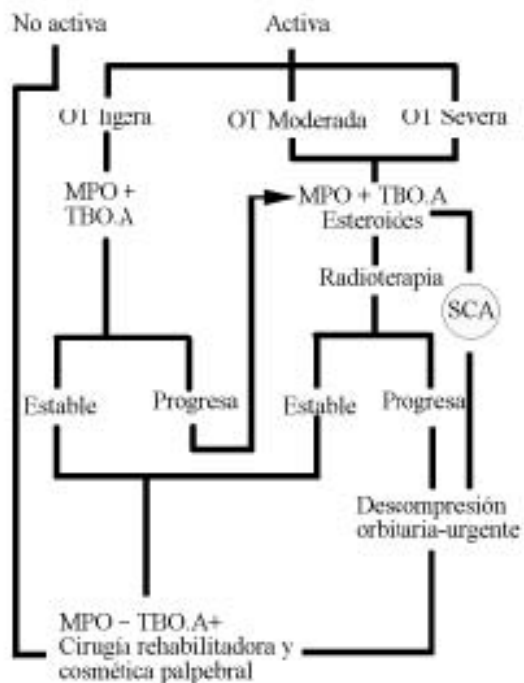 No activa
Activa
OT ligera
OT Moderada
OT Severa
MPO +
TBO.A
MPO + TBO.A
Esteroides
Radioterapia
SCA
Estable
Progresa
Estable
Progresa
Descompresión
orbitaria-urgente
MPO – TBO.A+
Cirugía rehabilitadora y
cosmética palpebral